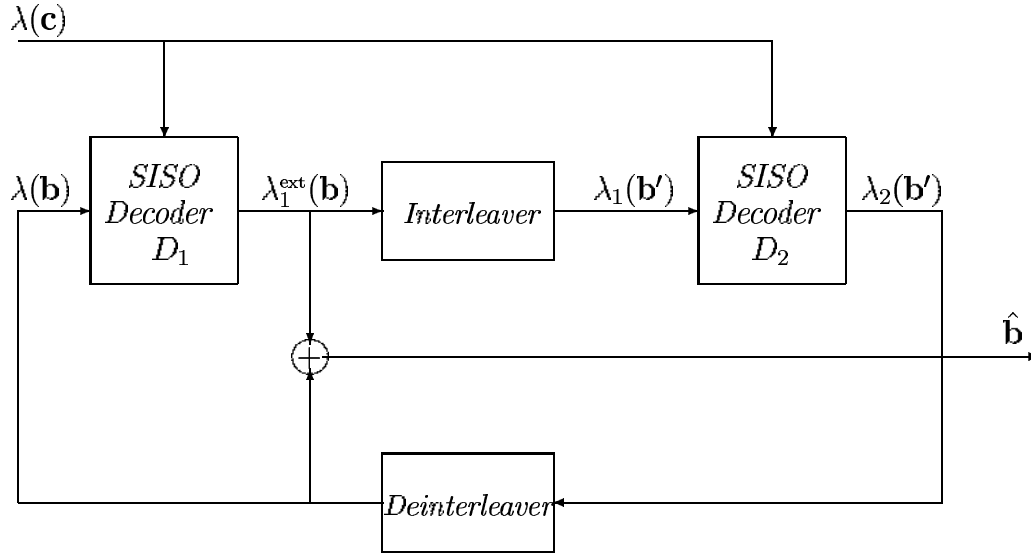 λ(c)
SISO
Decoder
D₁
SISO
Decoder
D₂
λ(b)
λ₁ᵉˣᵗ(b)
Interleaver
λ₁(b′)
λ₂(b′)
+
b̂
Deinterleaver